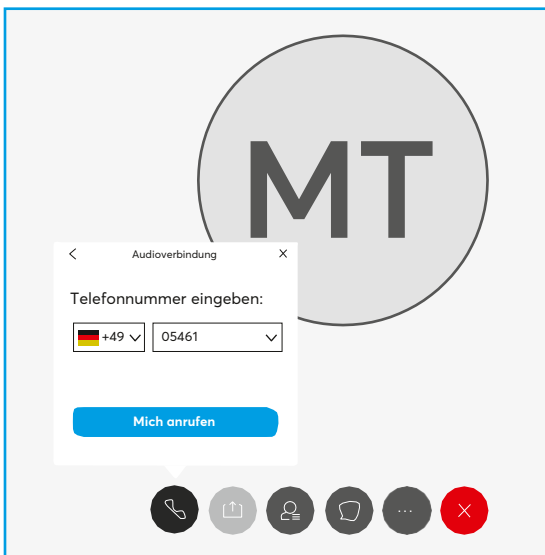 MT
Audioverbindung
Telefonnummer eingeben:
+49 05461
Mich anrufen